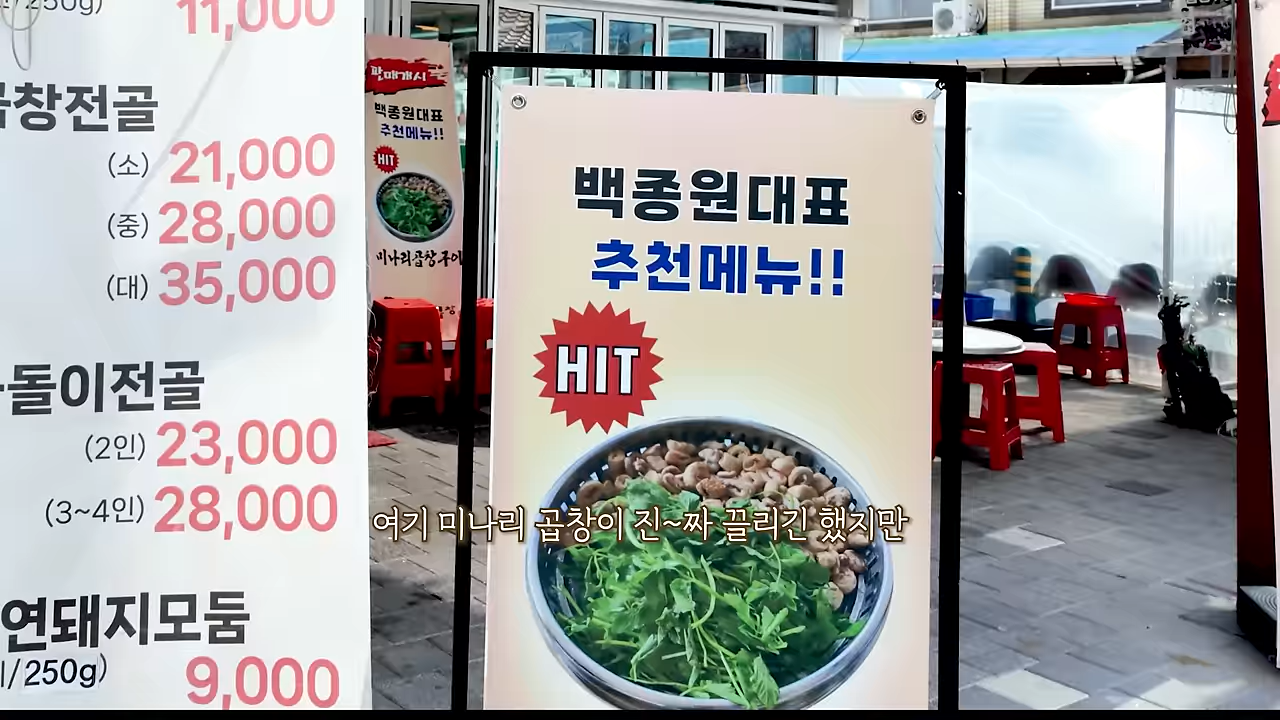 11,000
창전골
(소) 21,000
(중) 28,000
(대) 35,000
돌이전골
(2인) 23,000
(3~4인) 28,000
연돼지모둠
/250g)
9,000
판매개시
백종원대표
추천메뉴!!
HIT
미나리곱창구이
백종원대표
추천메뉴!!
HIT
여기 미나리 곱창이 진~짜 끌리긴 했지만